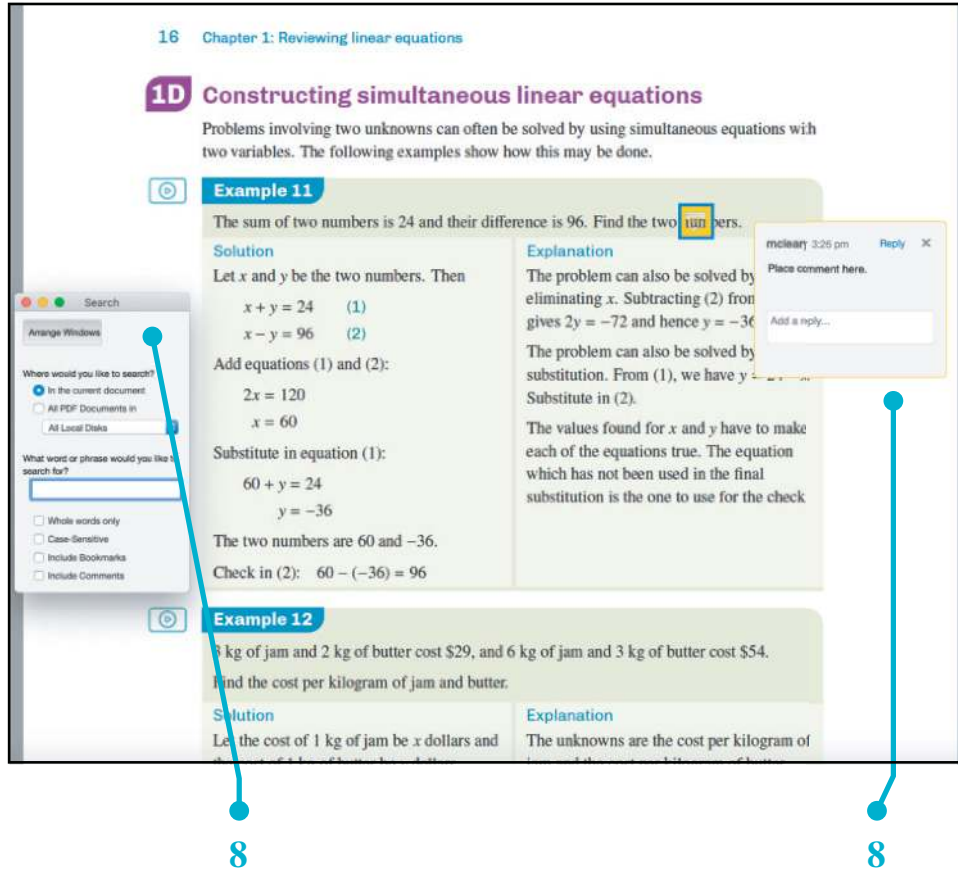 16 Chapter 1: Reviewing linear equations
1D Constructing simultaneous linear equations
Problems involving two unknowns can often be solved by using simultaneous equations with
two variables. The following examples show how this may be done.
Example 11
The sum of two numbers is 24 and their difference is 96. Find the two bers.
Solution
Let x and y be the two numbers. Then
x + y = 24 (1)
x − y = 96 (2)
Add equations (1) and (2):
2x = 120
x = 60
Substitute in equation (1):
60 + y = 24
y = −36
The two numbers are 60 and −36.
Check in (2): 60 − (−36) = 96
Explanation
The problem can also be solved by
eliminating x. Subtracting (2) from
gives 2y = −72 and hence y = −36
The problem can also be solved by
substitution. From (1), we have y
Substitute in (2).
The values found for x and y have to make
each of the equations true. The equation
which has not been used in the final
substitution is the one to use for the check
mcleary 3:26 pm Reply ×
Place comment here.
Add a reply...
Search
Arrange Windows
Where would you like to search?
In the current document
All PDF Documents in
All Local Disks
What word or phrase would you like to
search for?
Whole words only
Case-Sensitive
Include Bookmarks
Include Comments
Example 12
3 kg of jam and 2 kg of butter cost $29, and 6 kg of jam and 3 kg of butter cost $54.
Find the cost per kilogram of jam and butter.
Solution
Let the cost of 1 kg of jam be x dollars and
Explanation
The unknowns are the cost per kilogram of
8
8